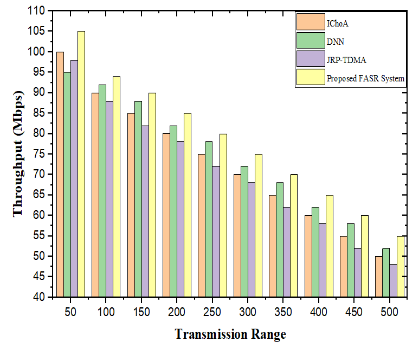 110
105
100
95
90
85
80
75
70
65
60
55
50
45
40
Throughput (Mbps)
IChoA
DNN
JRP-TDMA
Proposed FASR System
50 100 150 200 250 300 350 400 450 500
Transmission Range